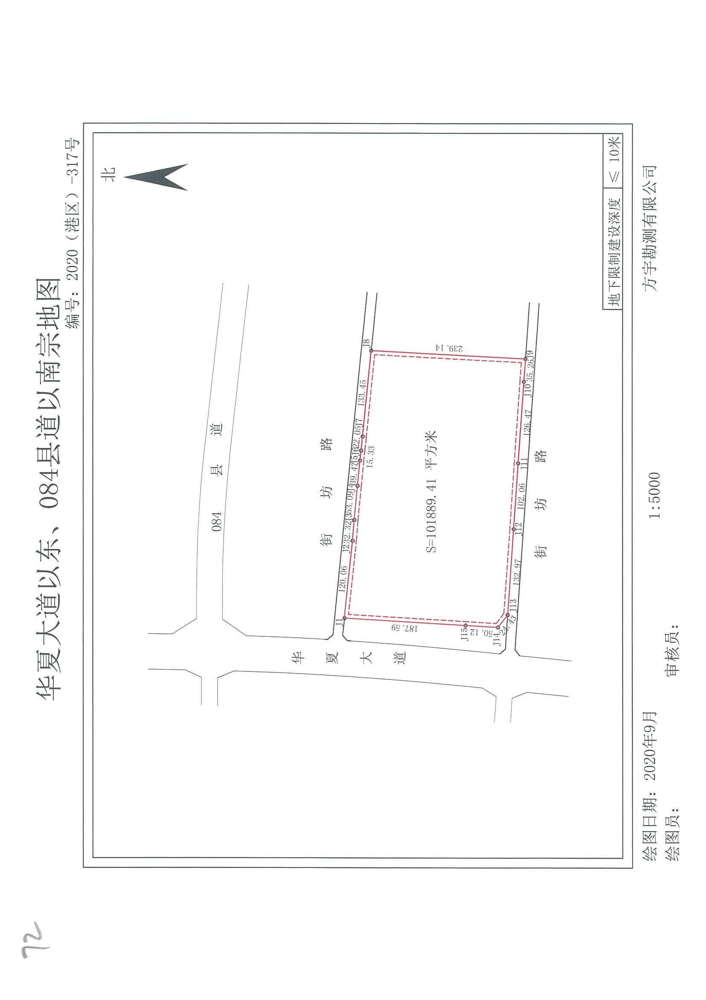 72
华夏大道以东、084县道以南宗地图
编号: 2020（港区）-317号
北
084 县 道
街 坊 路
华夏大道
J1
120.06
J2
32.32
J3
53.09
J4
39.47
J5
15.33
J6
22.05
J7
133.45
J8
239.14
J9
35.26
J10
126.47
J11
102.06
J12
132.97
J13
24.43
J14
50.12
J15
187.59
S=101889.41 平方米
街 坊 路
地下限制建设深度 ≤ 10米
绘图日期: 2020年9月 1:5000 方宇勘测有限公司
绘图员: 审核员: